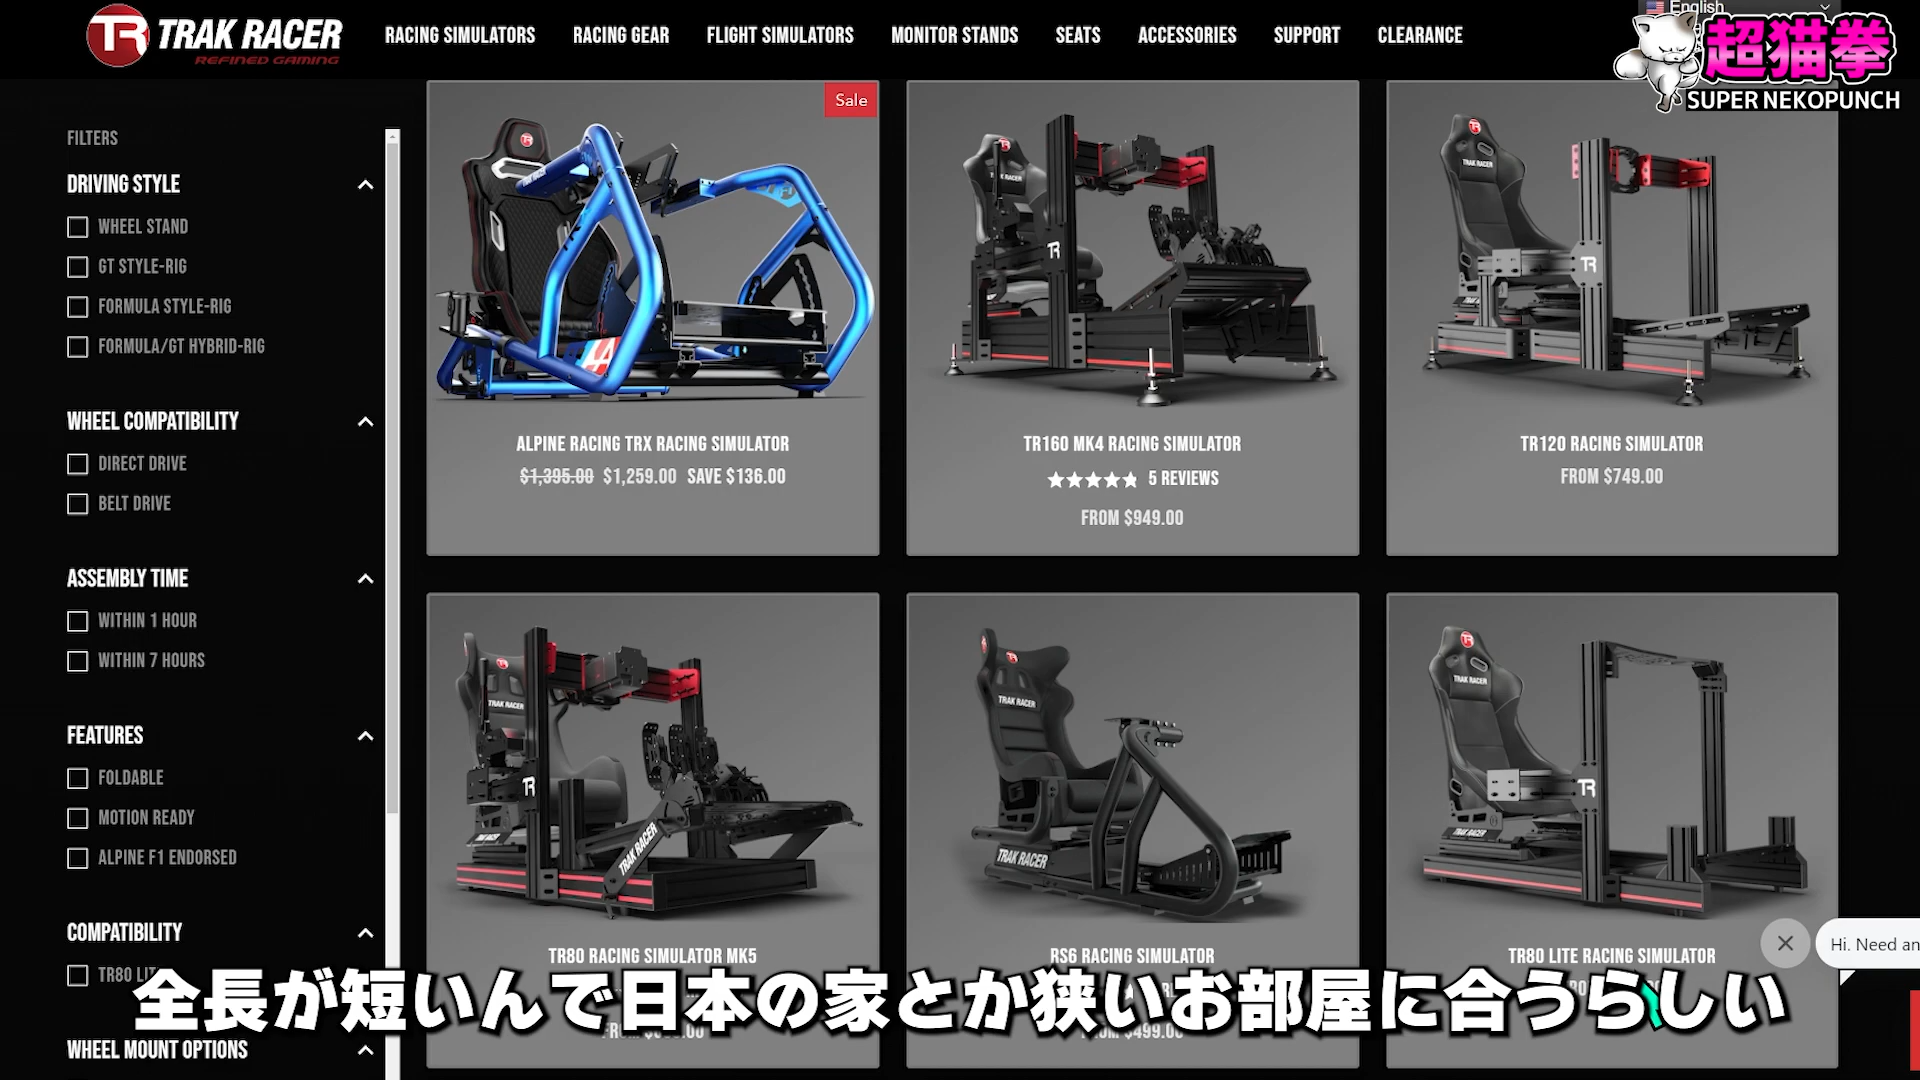 TRAK RACER
REFINED GAMING
RACING SIMULATORS
RACING GEAR
FLIGHT SIMULATORS
MONITOR STANDS
SEATS
ACCESSORIES
SUPPORT
CLEARANCE
English
超猫拳
SUPER NEKOPUNCH
FILTERS
DRIVING STYLE
WHEEL STAND
GT STYLE-RIG
FORMULA STYLE-RIG
FORMULA/GT HYBRID-RIG
WHEEL COMPATIBILITY
DIRECT DRIVE
BELT DRIVE
ASSEMBLY TIME
WITHIN 1 HOUR
WITHIN 7 HOURS
FEATURES
FOLDABLE
MOTION READY
ALPINE F1 ENDORSED
COMPATIBILITY
TR80 LIT
WHEEL MOUNT OPTIONS
Sale
ALPINE RACING TRX RACING SIMULATOR
$1,395.00 $1,259.00 SAVE $136.00
TR160 MK4 RACING SIMULATOR
5 REVIEWS
FROM $949.00
TR120 RACING SIMULATOR
FROM $749.00
TR80 RACING SIMULATOR MK5
RS6 RACING SIMULATOR
FROM $499.00
TR80 LITE RACING SIMULATOR
Hi. Need an
全長が短いんで日本の家とか狭いお部屋に合うらしい